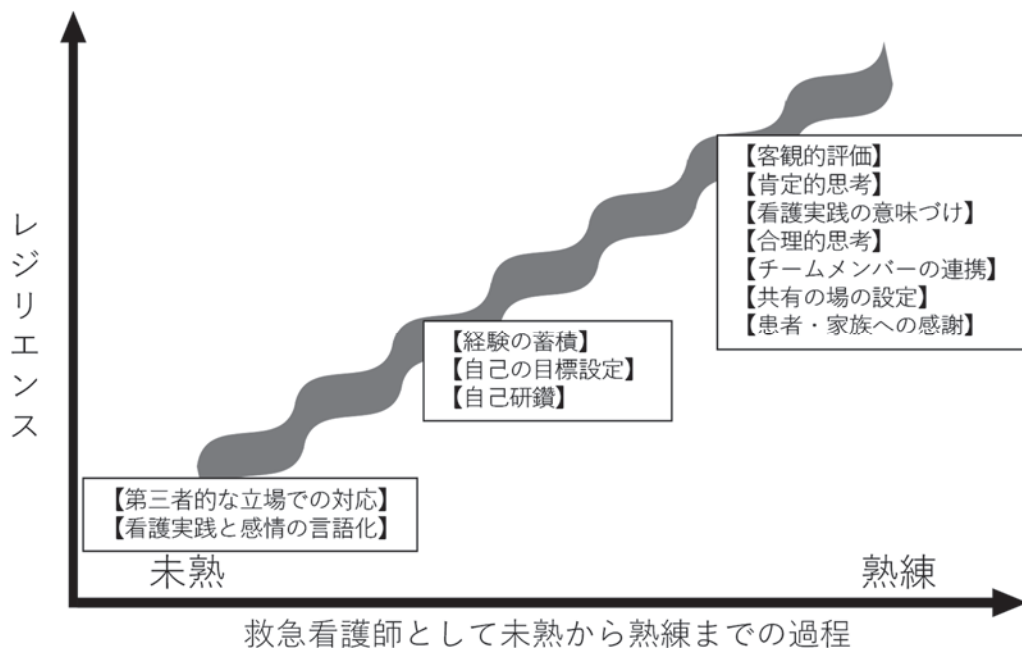 レジリエンス
【客観的評価】
【肯定的思考】
【看護実践の意味づけ】
【合理的思考】
【チームメンバーの連携】
【共有の場の設定】
【患者・家族への感謝】
【経験の蓄積】
【自己の目標設定】
【自己研鑽】
【第三者的な立場での対応】
【看護実践と感情の言語化】
未熟
熟練
救急看護師として未熟から熟練までの過程